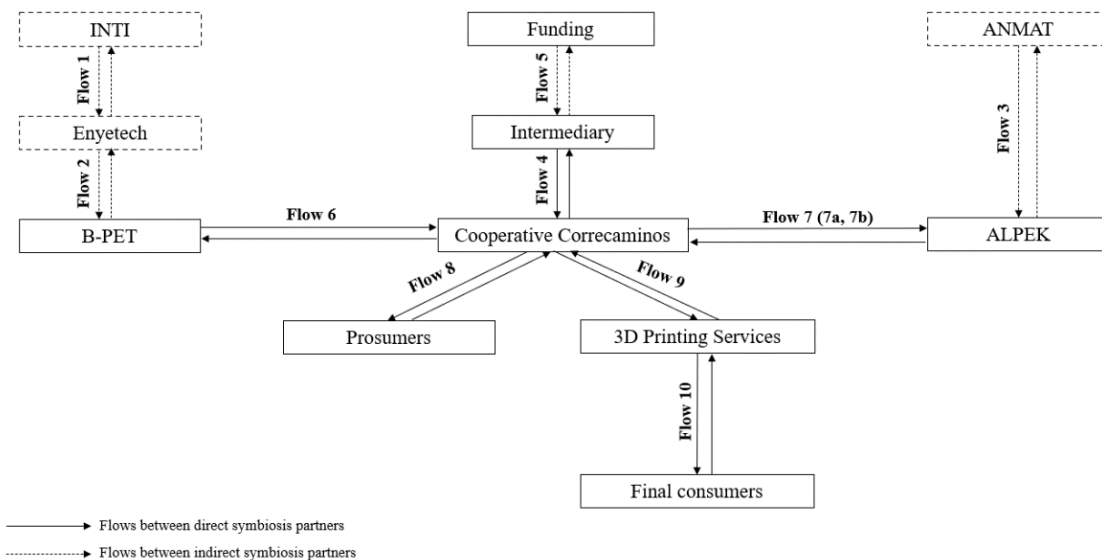 INTI
Funding
ANMAT
Flow 1
Flow 5
Flow 3
Enyetech
Intermediary
Flow 2
Flow 4
Flow 6
Flow 7 (7a, 7b)
B-PET
Cooperative Correcaminos
ALPEK
Flow 8
Flow 9
Prosumers
3D Printing Services
Flow 10
Final consumers
Flows between direct symbiosis partners
Flows between indirect symbiosis partners